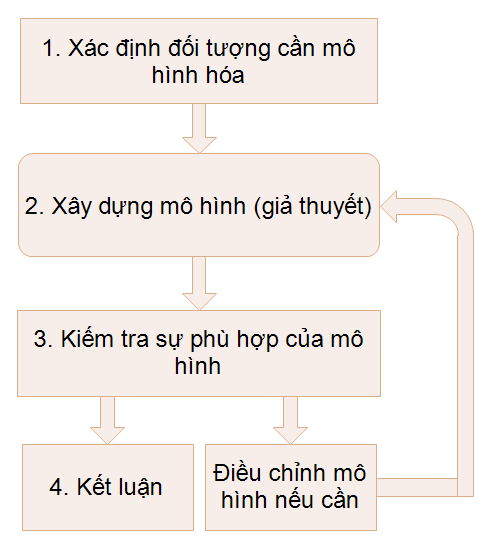 1. Xác định đối tượng cần mô
hình hóa
2. Xây dựng mô hình (giả thuyết)
3. Kiếm tra sự phù hợp của mô
hình
4. Kết luận
Điều chỉnh mô
hình nếu cần